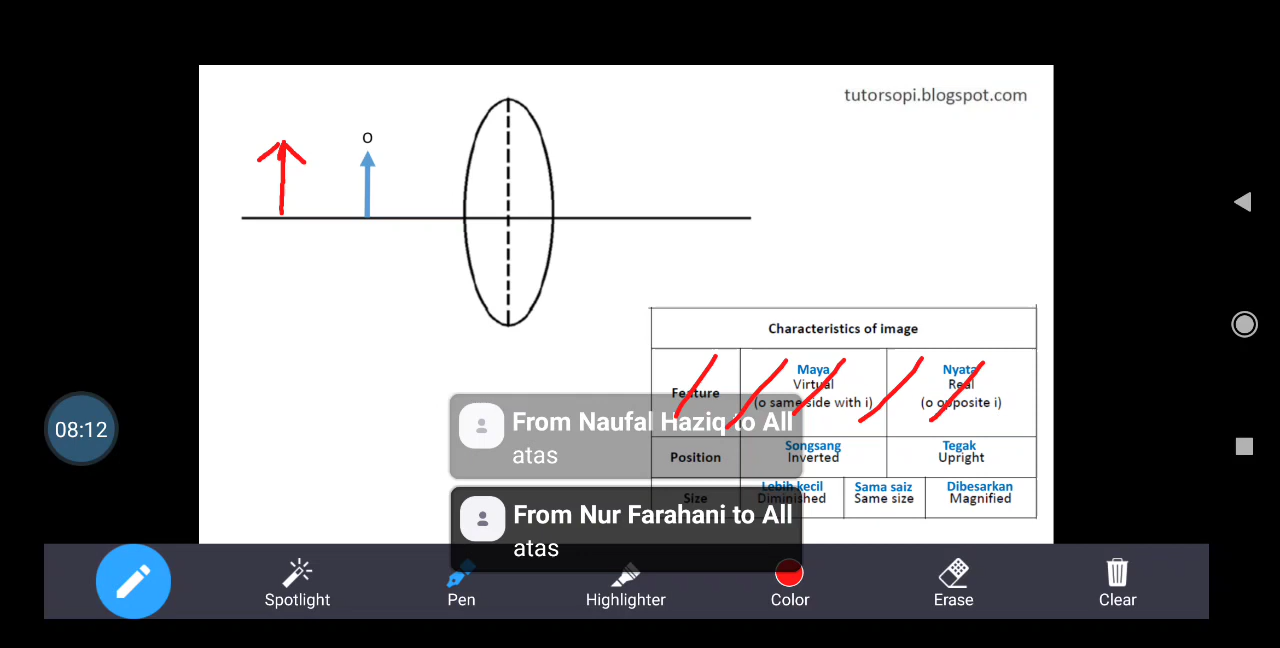 tutorsopi.blogspot.com
O
Characteristics of image
Feature
Maya
Virtual
(o same side with i)
Nyata
Real
(o opposite i)
From Naufal Haziq to All
atas
Position
Songsang
Inverted
Tegak
Upright
Size
Lebih kecil
Diminished
Sama saiz
Same size
Dibesarkan
Magnified
From Nur Farahani to All
atas
08:12
Spotlight
Pen
Highlighter
Color
Erase
Clear